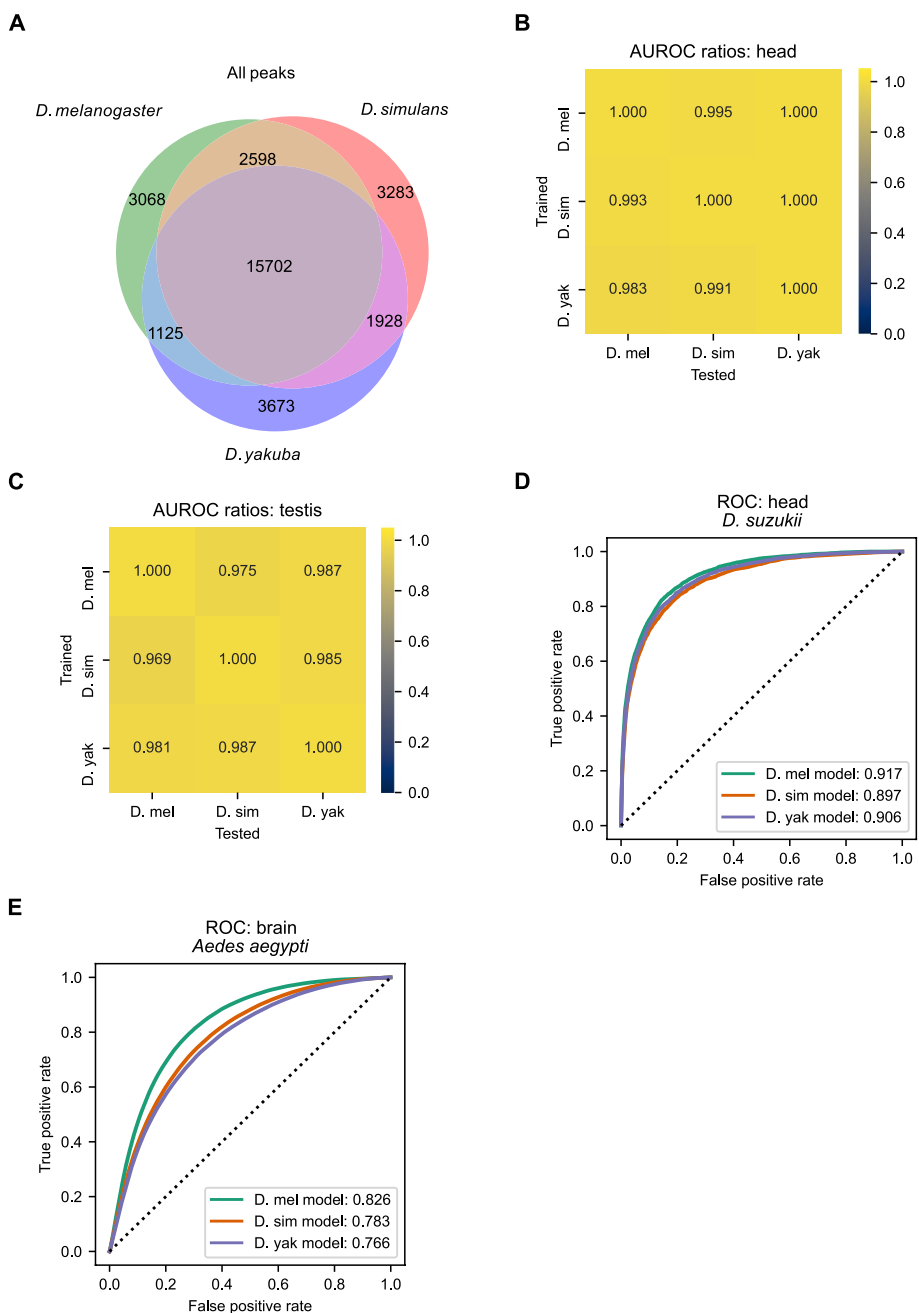 A
All peaks
D. melanogaster
D. simulans
2598
3068
3283
15702
1125
1928
3673
D. yakuba
B
AUROC ratios: head
Trained
D. mel
D. sim
D. yak
1.000 0.995 1.000
0.993 1.000 1.000
0.983 0.991 1.000
D. mel D. sim D. yak
Tested
1.0
0.8
0.6
0.4
0.2
0.0
C
AUROC ratios: testis
Trained
D. mel
D. sim
D. yak
1.000 0.975 0.987
0.969 1.000 0.985
0.981 0.987 1.000
D. mel D. sim D. yak
Tested
1.0
0.8
0.6
0.4
0.2
0.0
D
ROC: head
D. suzukii
True positive rate
1.0
0.8
0.6
0.4
0.2
0.0
D. mel model: 0.917
D. sim model: 0.897
D. yak model: 0.906
0.0 0.2 0.4 0.6 0.8 1.0
False positive rate
E
ROC: brain
Aedes aegypti
True positive rate
1.0
0.8
0.6
0.4
0.2
0.0
D. mel model: 0.826
D. sim model: 0.783
D. yak model: 0.766
0.0 0.2 0.4 0.6 0.8 1.0
False positive rate